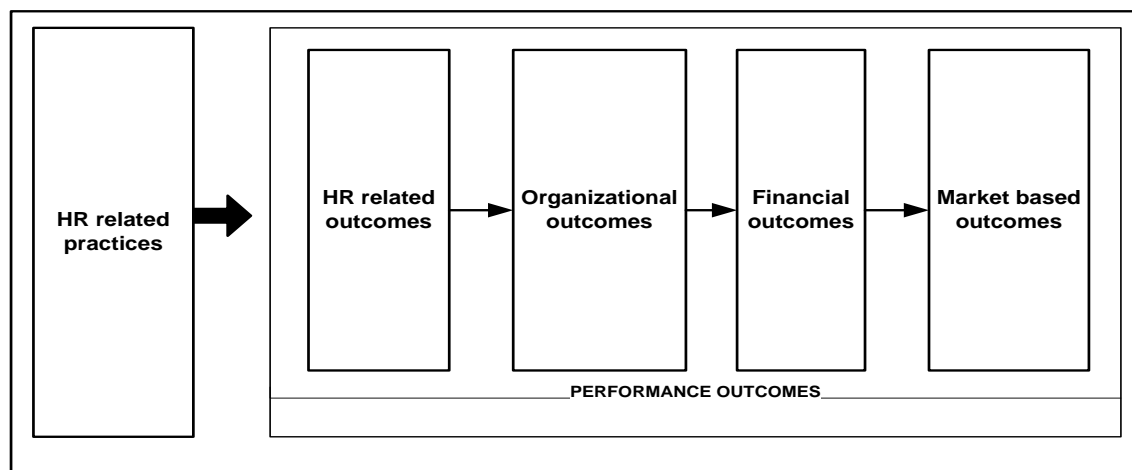 HR related
practices
HR related
outcomes
Organizational
outcomes
Financial
outcomes
Market based
outcomes
PERFORMANCE OUTCOMES